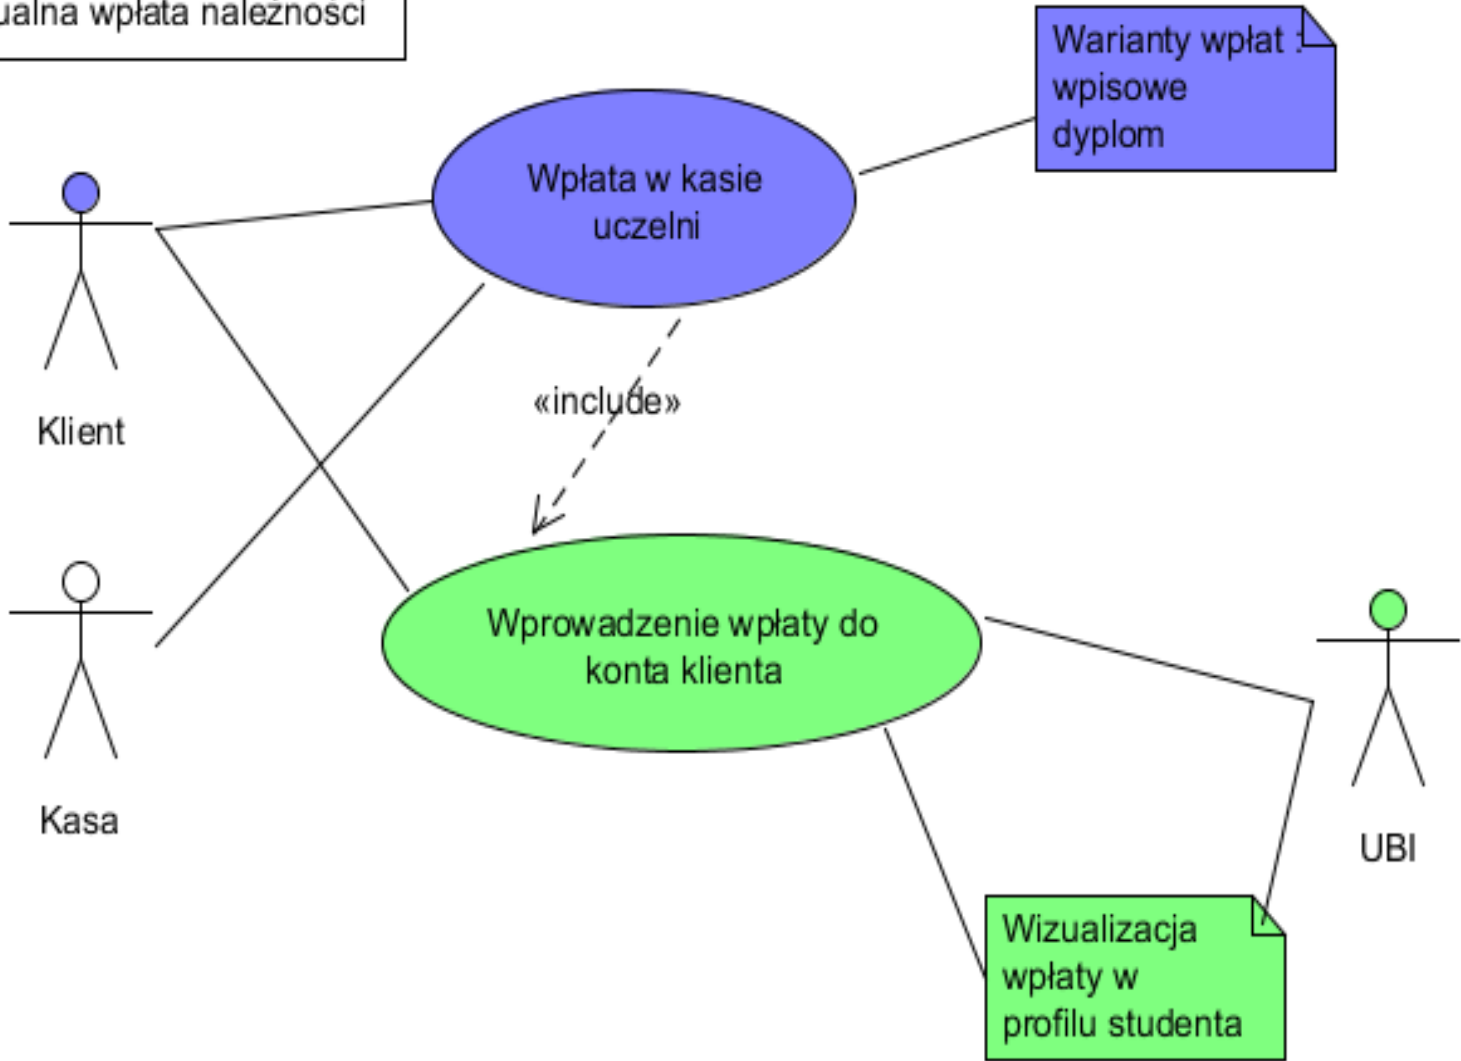 wpłata należności
Warianty wpłat :
wpisowe
dyplom
Wpłata w kasie
uczelni
Klient
«include»
Wprowadzenie wpłaty do
konta klienta
Kasa
UBI
Wizualizacja
wpłaty w
profilu studenta